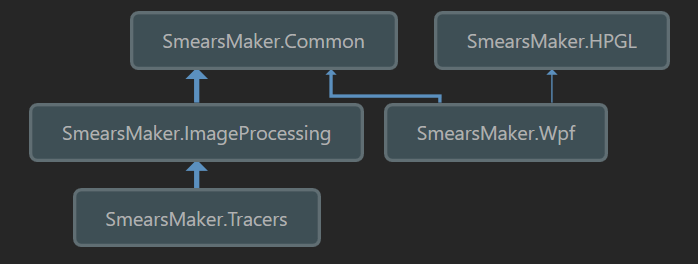 SmearsMaker.Common
SmearsMaker.HPGL
SmearsMaker.ImageProcessing
SmearsMaker.Wpf
SmearsMaker.Tracers